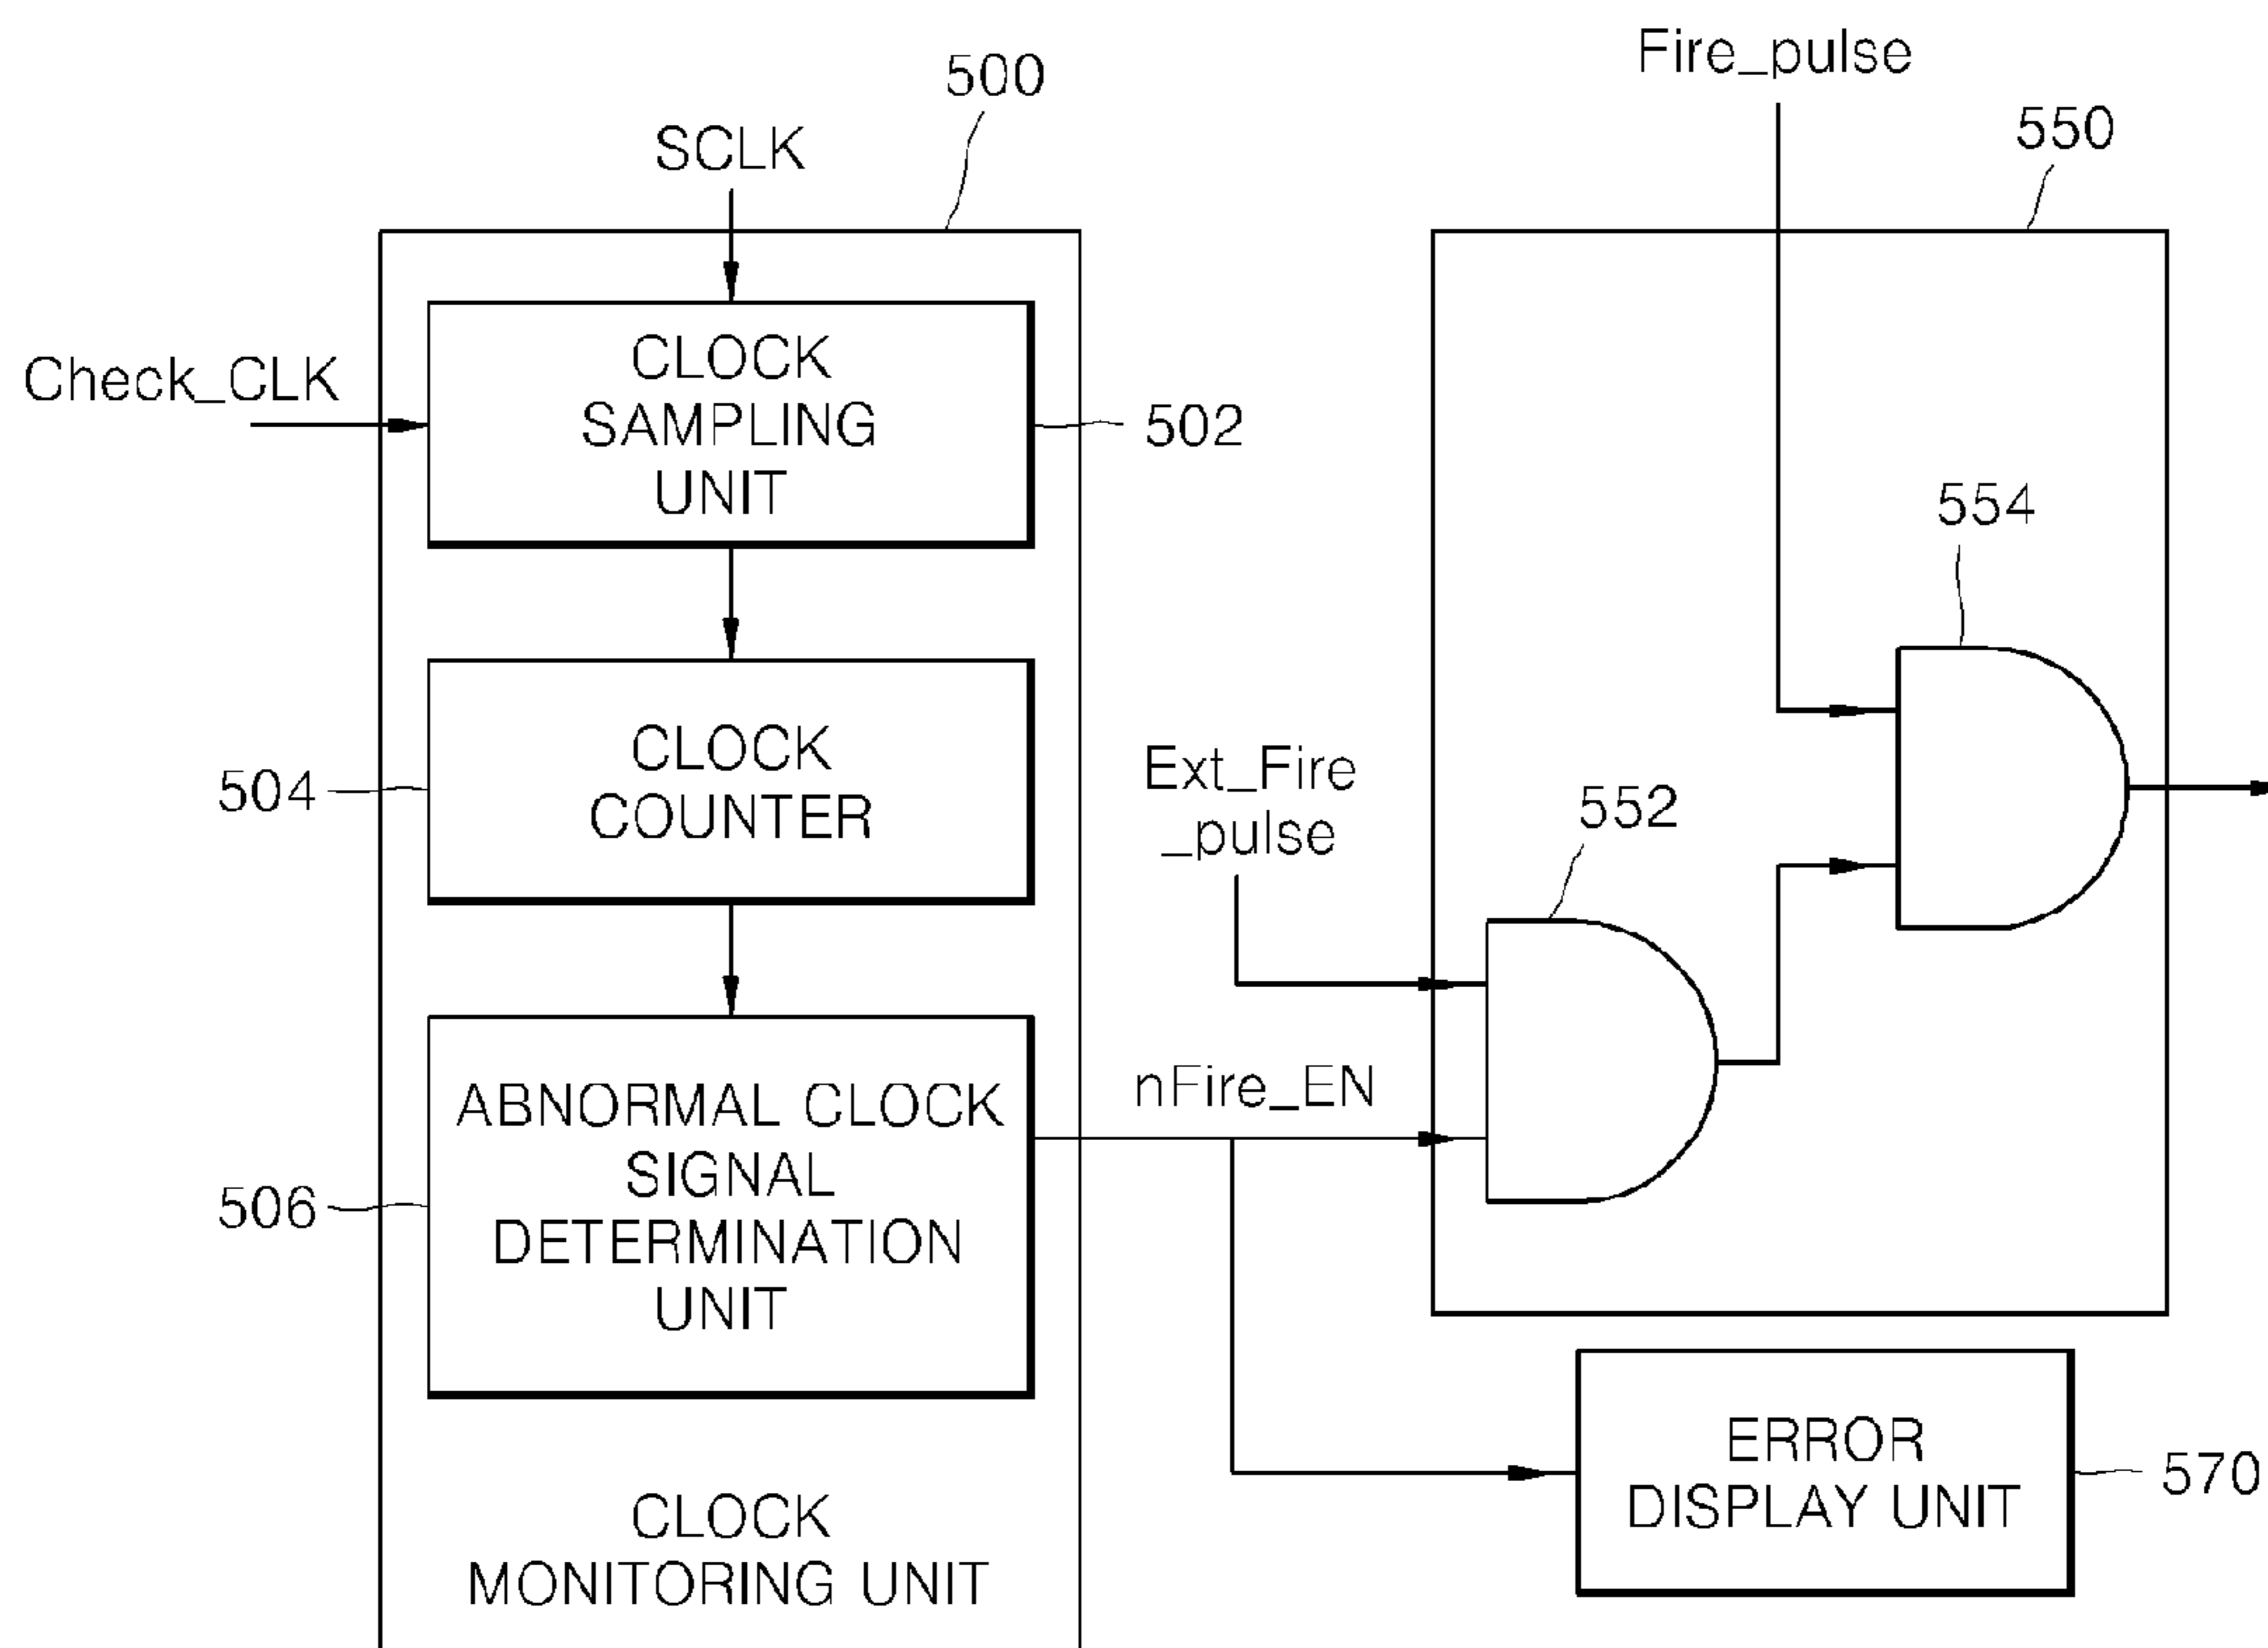 Fire_pulse
500
550
SCLK
Check_CLK
CLOCK
SAMPLING
UNIT
502
554
504
CLOCK
COUNTER
Ext_Fire
_pulse
552
506
ABNORMAL CLOCK
SIGNAL
DETERMINATION
UNIT
nFire_EN
ERROR
DISPLAY UNIT
570
CLOCK
MONITORING UNIT